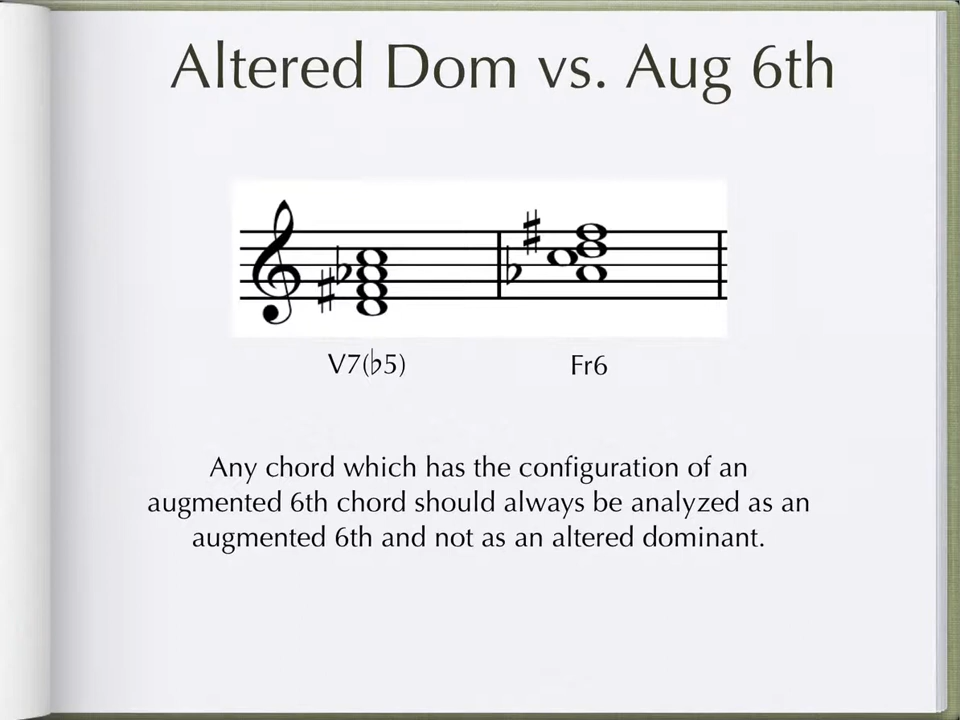 Altered Dom vs. Aug 6th
V7(♭5)
Fr6
Any chord which has the configuration of an
augmented 6th chord should always be analyzed as an
augmented 6th and not as an altered dominant.